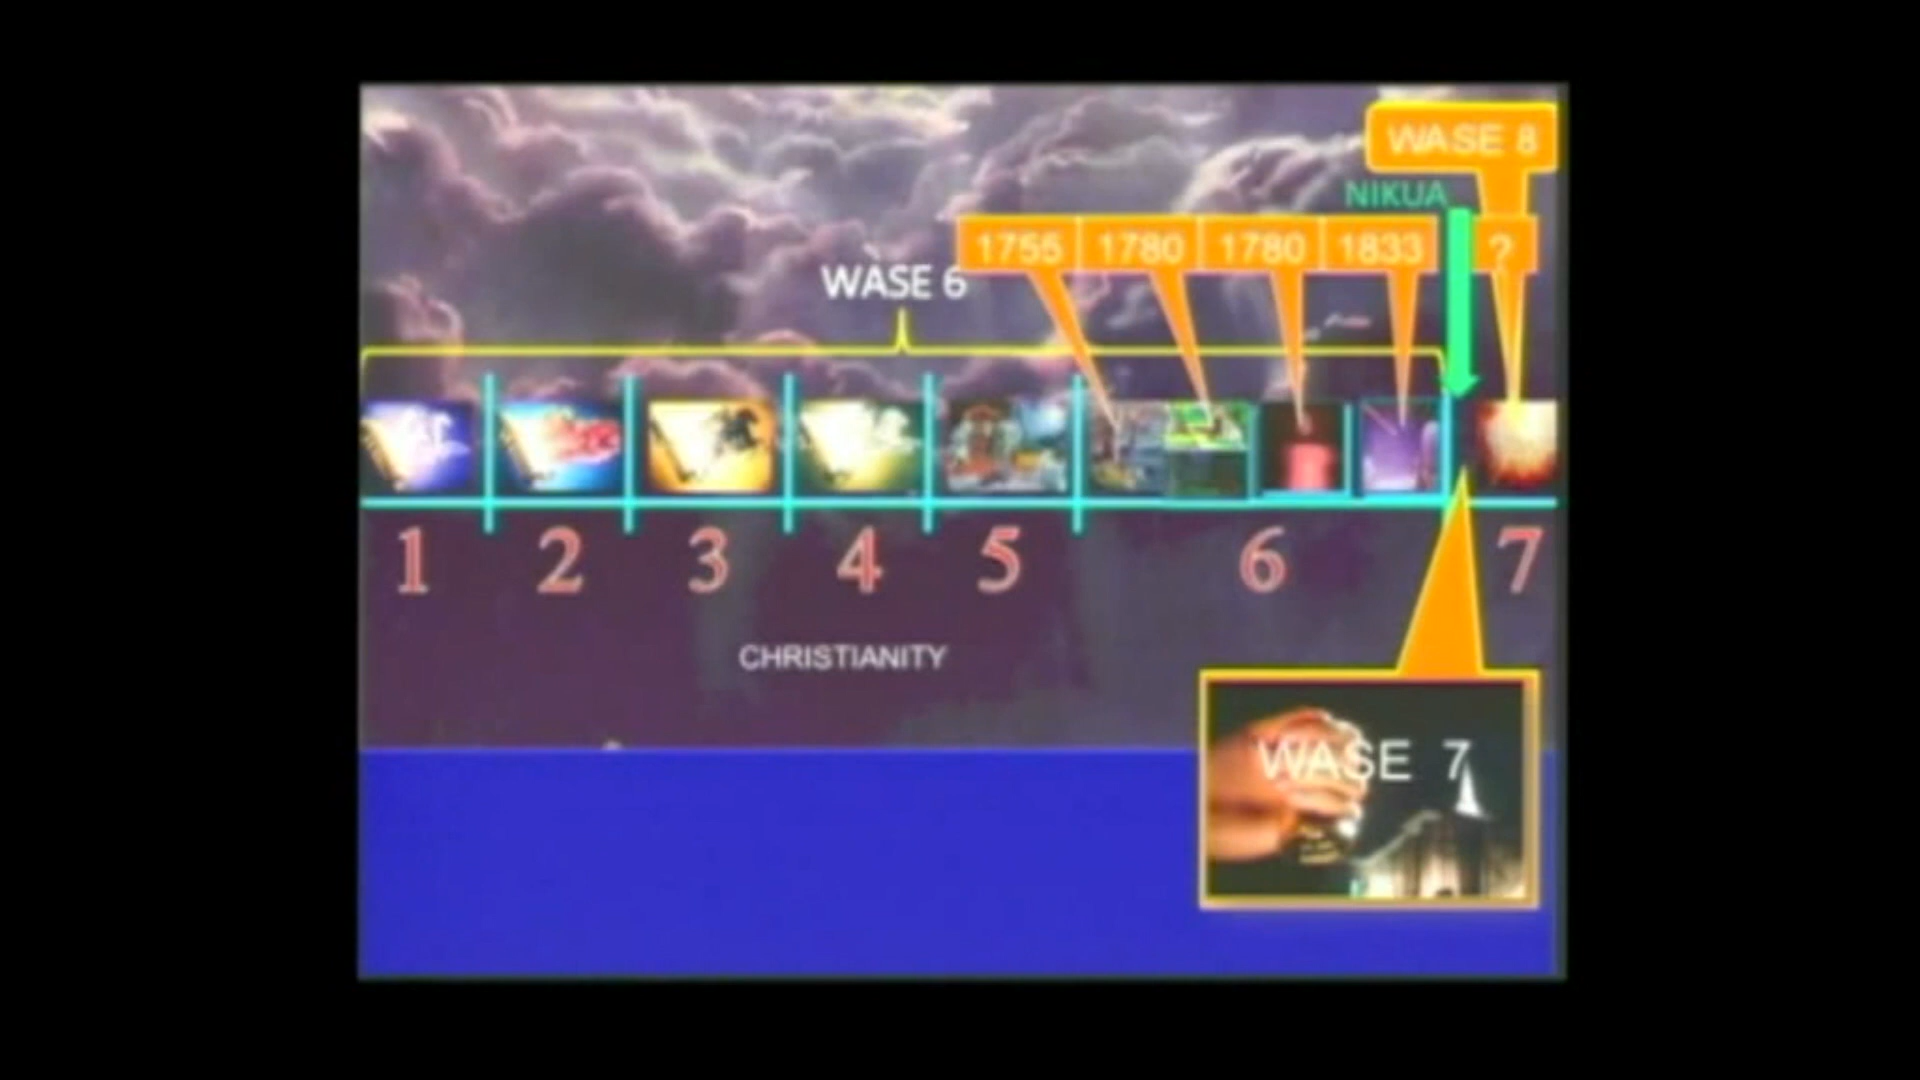 WASE 8
NIKUA
1755 1780 1780 1833 ?
WASE 6
1 2 3 4 5 6 7
CHRISTIANITY
WASE 7